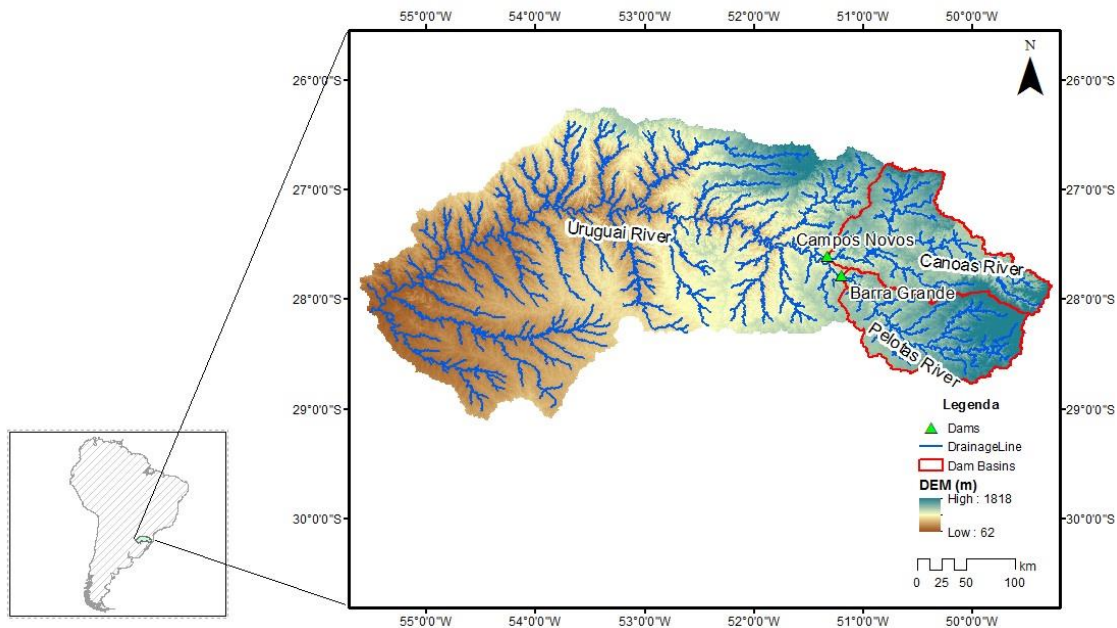 55°0'0"W 54°0'0"W 53°0'0"W 52°0'0"W 51°0'0"W 50°0'0"W
N
26°0'0"S 26°0'0"S
27°0'0"S 27°0'0"S
Uruguai River
Campos Novos
Canoas River
28°0'0"S 28°0'0"S
Barra Grande
Pelotas River
29°0'0"S 29°0'0"S
Legenda
Dams
DrainageLine
Dam Basins
DEM (m)
High : 1818
Low : 62
30°0'0"S 30°0'0"S
km
0 25 50 100
55°0'0"W 54°0'0"W 53°0'0"W 52°0'0"W 51°0'0"W 50°0'0"W